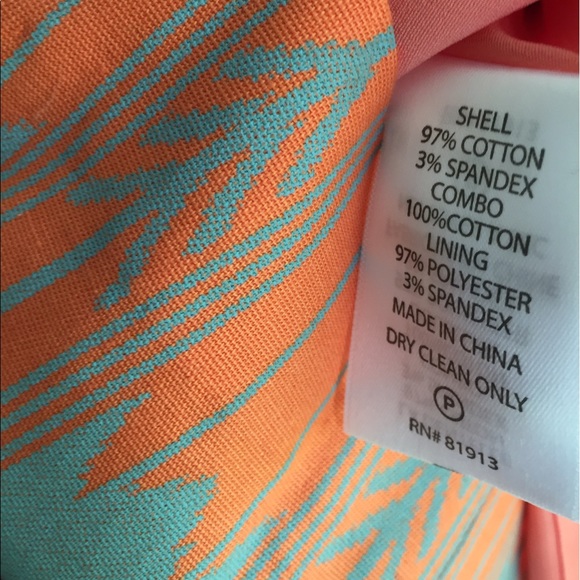 SHELL
97% COTTON
3% SPANDEX
COMBO
100%COTTON
LINING
97% POLYESTER
3% SPANDEX
MADE IN CHINA
DRY CLEAN ONLY
P
RN# 81913